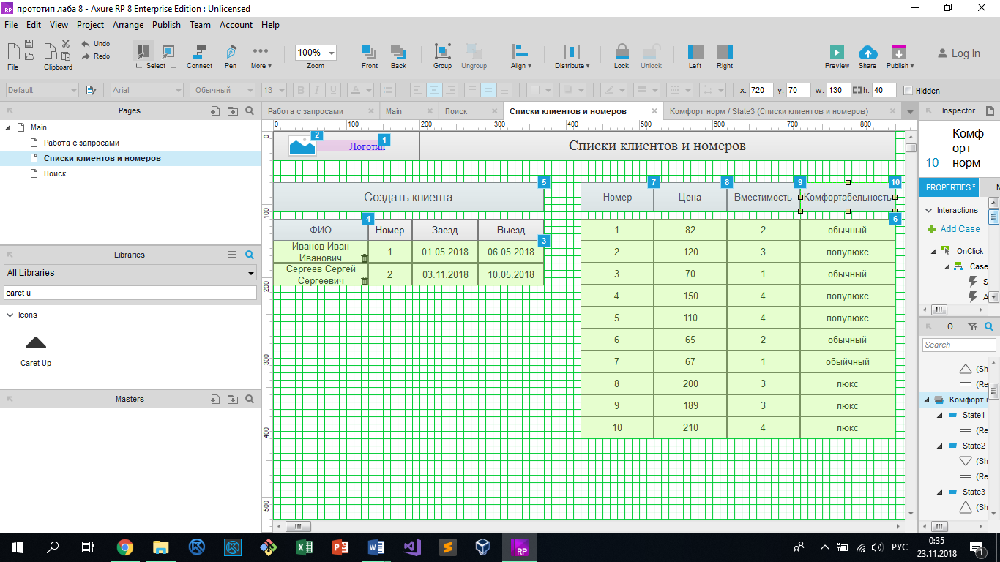 прототип лаба 8 - Axure RP 8 Enterprise Edition : Unlicensed
File Edit View Project Arrange Publish Team Account Help
Undo
Redo
100%
File Clipboard Select Connect Pen More Zoom Front Back Group Ungroup Align Distribute Lock Unlock Left Right Preview Share Publish Log In
Default Arial Обычный 13 B I U A x: 720 y: 70 w: 130 h: 40 Hidden
Pages
Main
Работа с запросами
Списки клиентов и номеров
Поиск
Libraries
All Libraries
caret u
Icons
Caret Up
Masters
Работа с запросами Main Поиск Списки клиентов и номеров Комфорт норм / State3 (Списки клиентов и номеров)
0 100 200 300 400 500 600 700 800
0
100
200
300
400
500
2 1
Логотип Списки клиентов и номеров
5 7 8 9 10
Создать клиента Номер Цена Вместимость Комфортабельность
4 6
ФИО Номер Заезд Выезд
3
Иванов Иван Иванович 1 01.05.2018 06.05.2018
Сергеев Сергей Сергеевич 2 03.11.2018 10.05.2018
1 82 2 обычный
2 120 3 полулюкс
3 70 1 обычный
4 150 4 полулюкс
5 110 4 полулюкс
6 65 2 обычный
7 67 1 обыйчный
8 200 3 люкс
9 189 3 люкс
10 210 4 люкс
Inspector
10
Комф
орт
норм
PROPERTIES *
Interactions
Add Case
OnClick
Case
S
A
O
Search
(Sh
(Re
Комфорт
State1
(Re
State2
(Sh
(Re
State3
(Sh
RP
РУС
0:35
23.11.2018
1